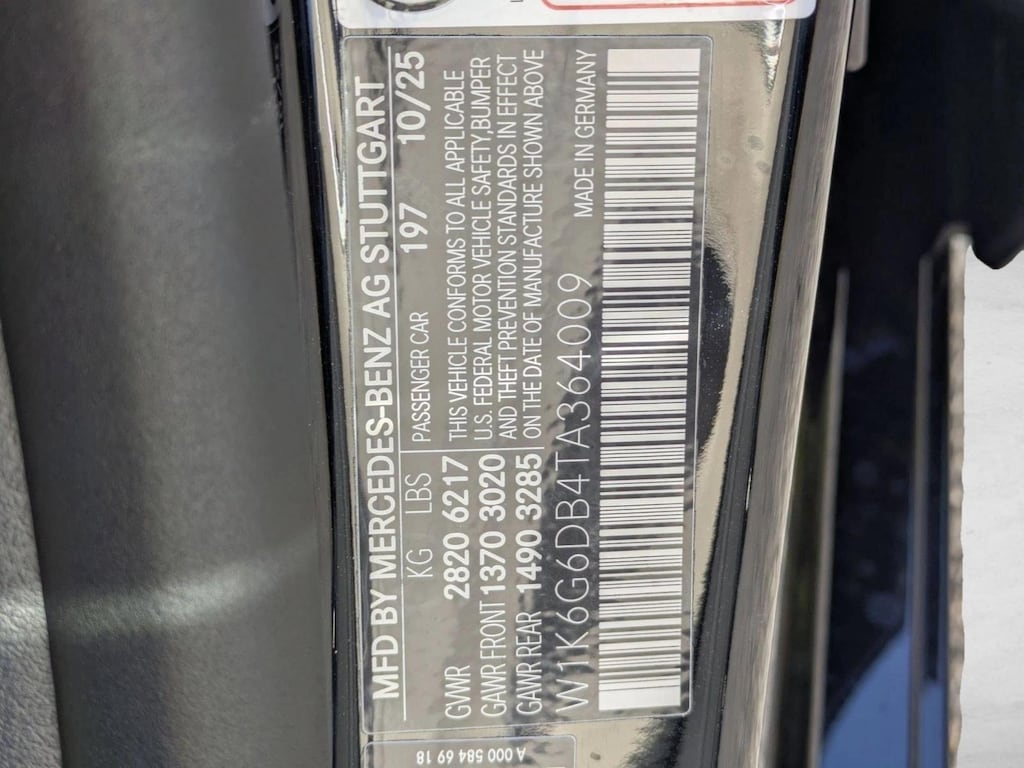 MFD BY MERCEDES-BENZ AG STUTTGART
KG LBS PASSENGER CAR 197 10/25
GVWR 2820 6217
GAWR FRONT 1370 3020
GAWR REAR 1490 3285
THIS VEHICLE CONFORMS TO ALL APPLICABLE
U.S. FEDERAL MOTOR VEHICLE SAFETY,BUMPER
AND THEFT PREVENTION STANDARDS IN EFFECT
ON THE DATE OF MANUFACTURE SHOWN ABOVE
W1K6G6DB4TA364009 MADE IN GERMANY
A 000 584 69 18